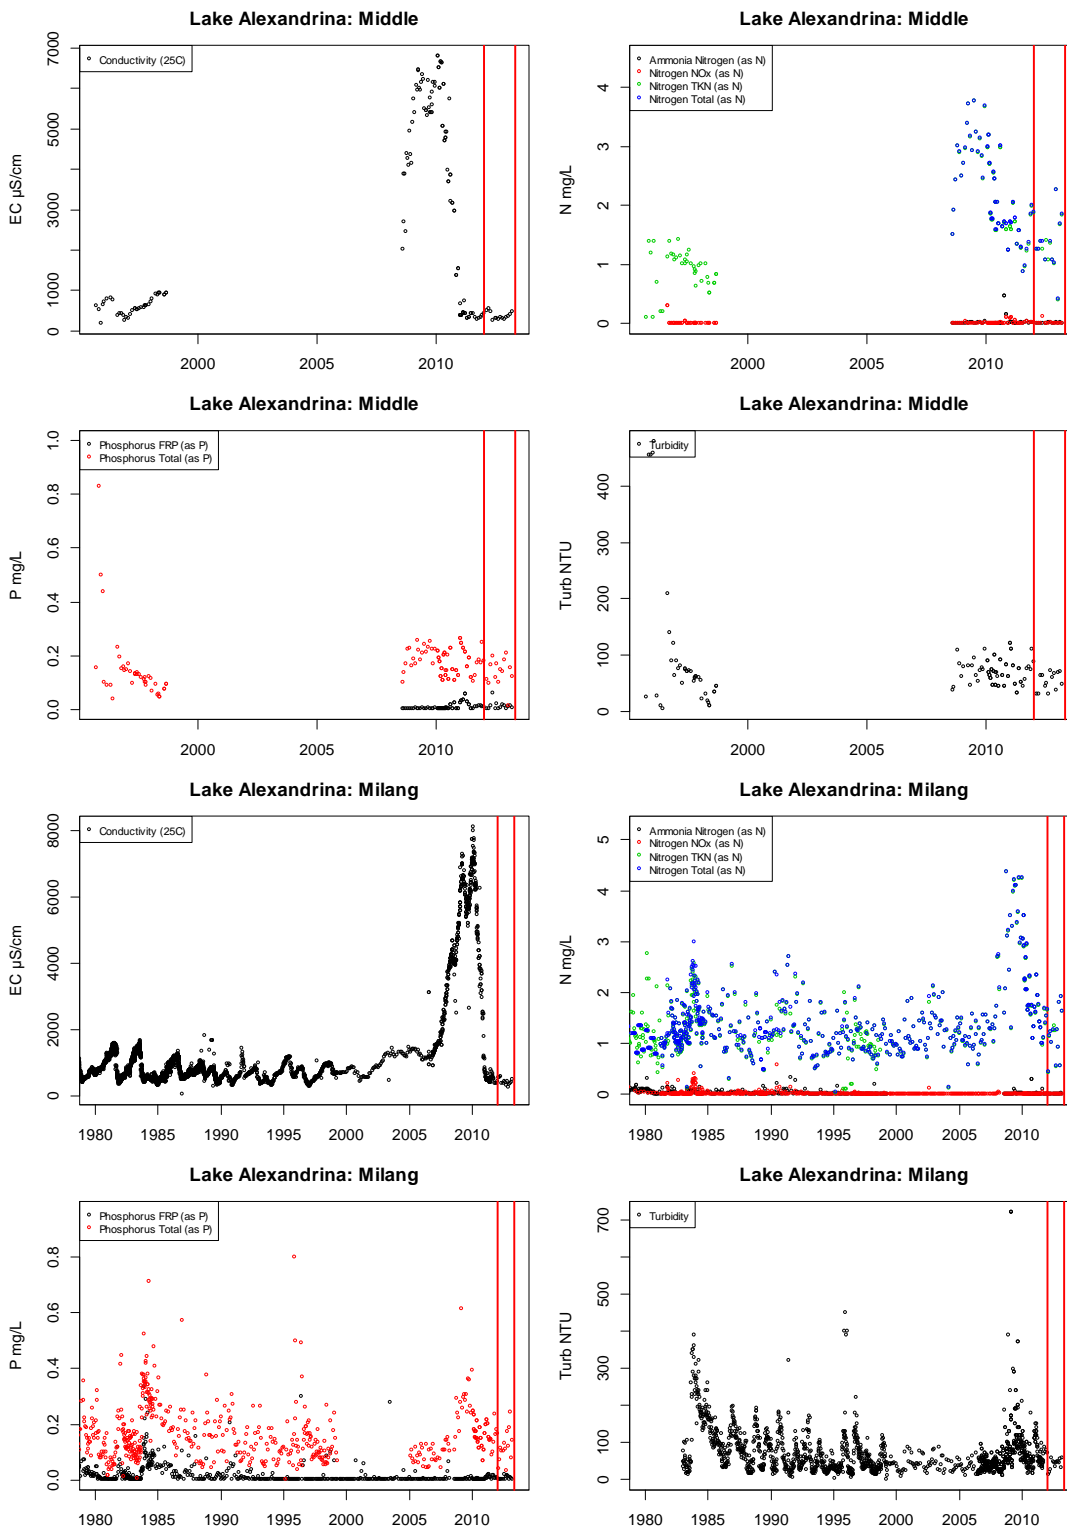 Lake Alexandrina: Middle
Conductivity (25C)
EC µS/cm
7000
5000
3000
1000
0
2000
2005
2010
Lake Alexandrina: Middle
Ammonia Nitrogen (as N)
Nitrogen NOx (as N)
Nitrogen TKN (as N)
Nitrogen Total (as N)
N mg/L
4
3
2
1
0
2000
2005
2010
Lake Alexandrina: Middle
Phosphorus FRP (as P)
Phosphorus Total (as P)
P mg/L
1.0
0.8
0.6
0.4
0.2
0.0
2000
2005
2010
Lake Alexandrina: Middle
Turbidity
Turb NTU
400
300
200
100
0
2000
2005
2010
Lake Alexandrina: Milang
Conductivity (25C)
EC µS/cm
8000
6000
4000
2000
0
1980
1985
1990
1995
2000
2005
2010
Lake Alexandrina: Milang
Ammonia Nitrogen (as N)
Nitrogen NOx (as N)
Nitrogen TKN (as N)
Nitrogen Total (as N)
N mg/L
5
4
3
2
1
0
1980
1985
1990
1995
2000
2005
2010
Lake Alexandrina: Milang
Phosphorus FRP (as P)
Phosphorus Total (as P)
P mg/L
0.8
0.6
0.4
0.2
0.0
1980
1985
1990
1995
2000
2005
2010
Lake Alexandrina: Milang
Turbidity
Turb NTU
700
500
300
100
0
1980
1985
1990
1995
2000
2005
2010